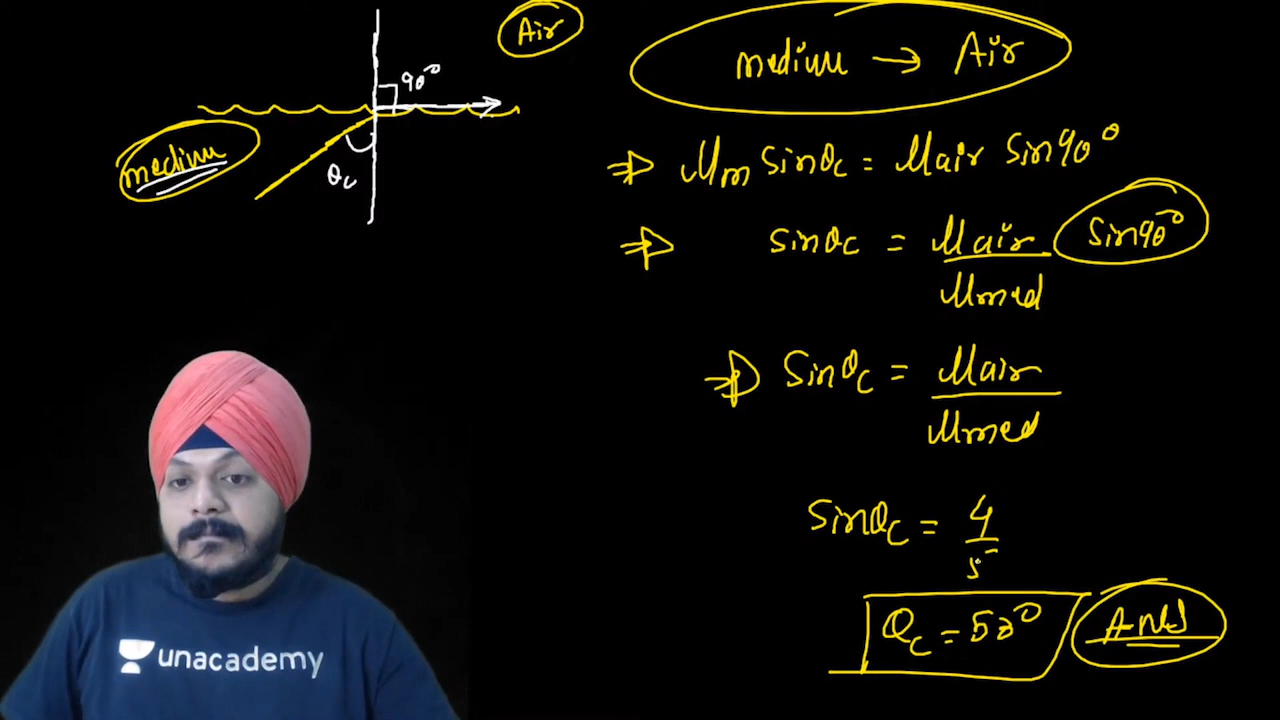 Air
90°
medium
θc
medium → Air
⇒ μm sinθc = μair sin90°
⇒ sinθc = μair/μmed sin90°
⇒ sinθc = μair/μmed
sinθc = 4/5
θc = 53° Ans
unacademy